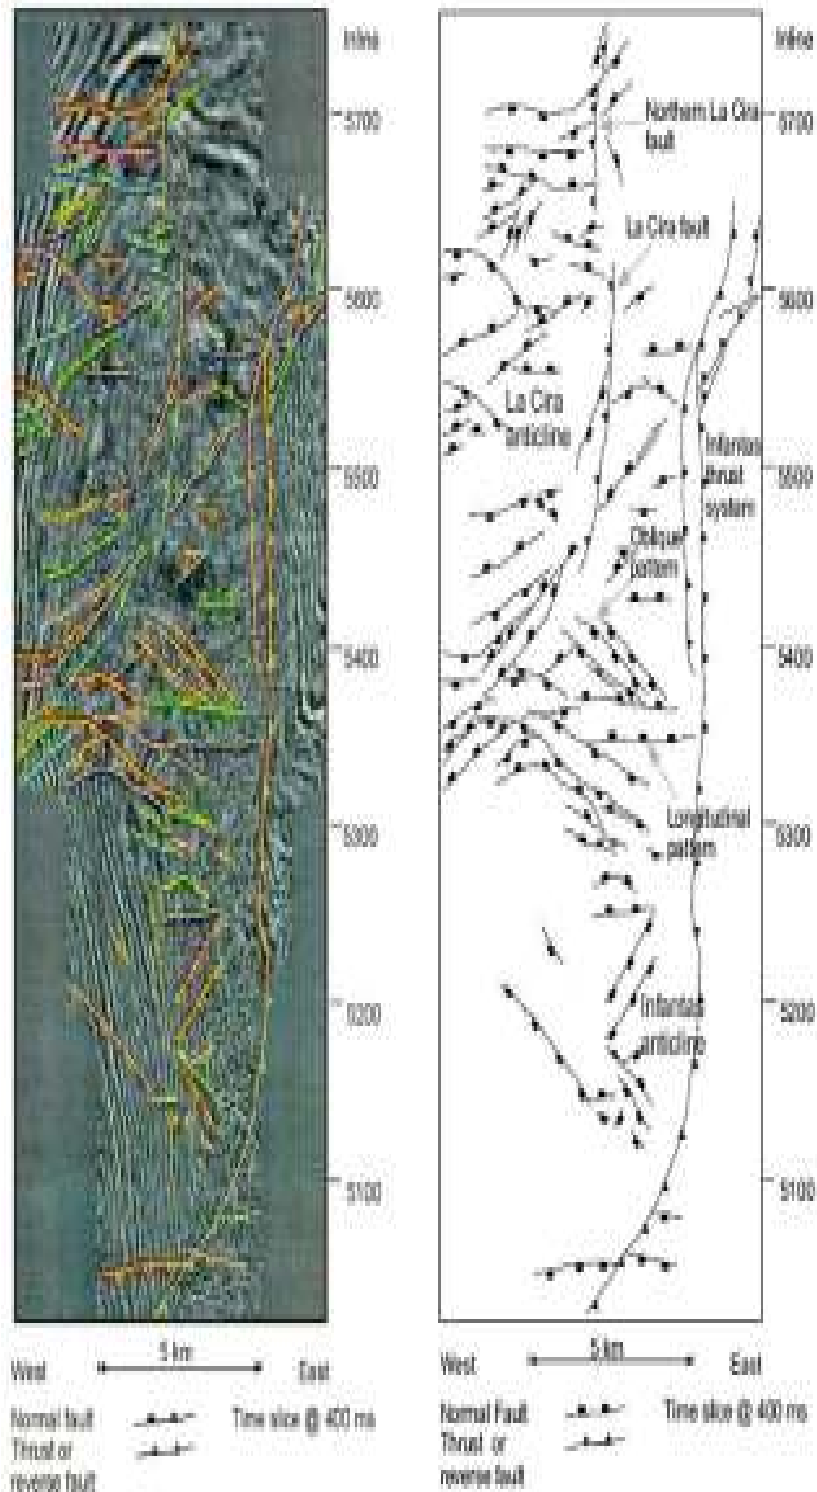 Inline
5700
5600
5500
5400
5300
5200
5100
5 km
West
East
Normal fault
Time slice @ 400 ms
Thrust or
reverse fault
Inline
Northern La Cira
fault
5700
La Cira fault
5600
La Cira
anticline
Infantas
thrust
system
5500
Oblique
pattern
5400
Longitutinal
pattern
5300
Infantas
anticline
5200
5100
5 km
West
East
Normal Fault
Time slice @ 400 ms
Thrust or
reverse fault